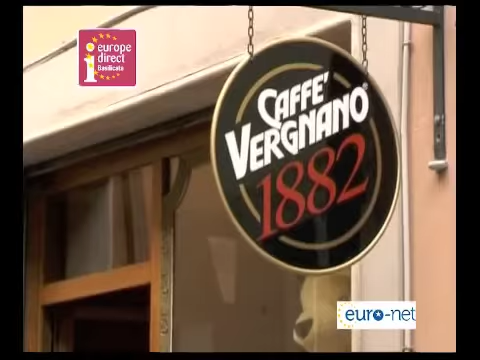 europe
direct
Basilicata
CAFFE'
VERGNANO®
1882
euro-net